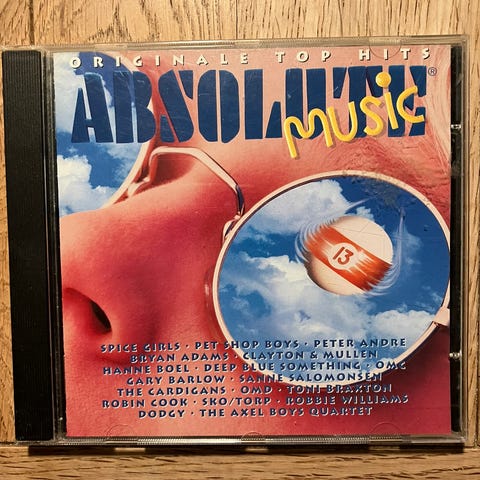 ORIGINALE TOP HITS
ABSOLUTE®
music
13
SPICE GIRLS · PET SHOP BOYS · PETER ANDRE
BRYAN ADAMS · CLAYTON & MULLEN
HANNE BOEL · DEEP BLUE SOMETHING · OMC
GARY BARLOW · SANNE SALOMONSEN
THE CARDIGANS · OMD · TONI BRAXTON
ROBIN COOK · SKO/TORP · ROBBIE WILLIAMS
DODGY · THE AXEL BOYS QUARTET